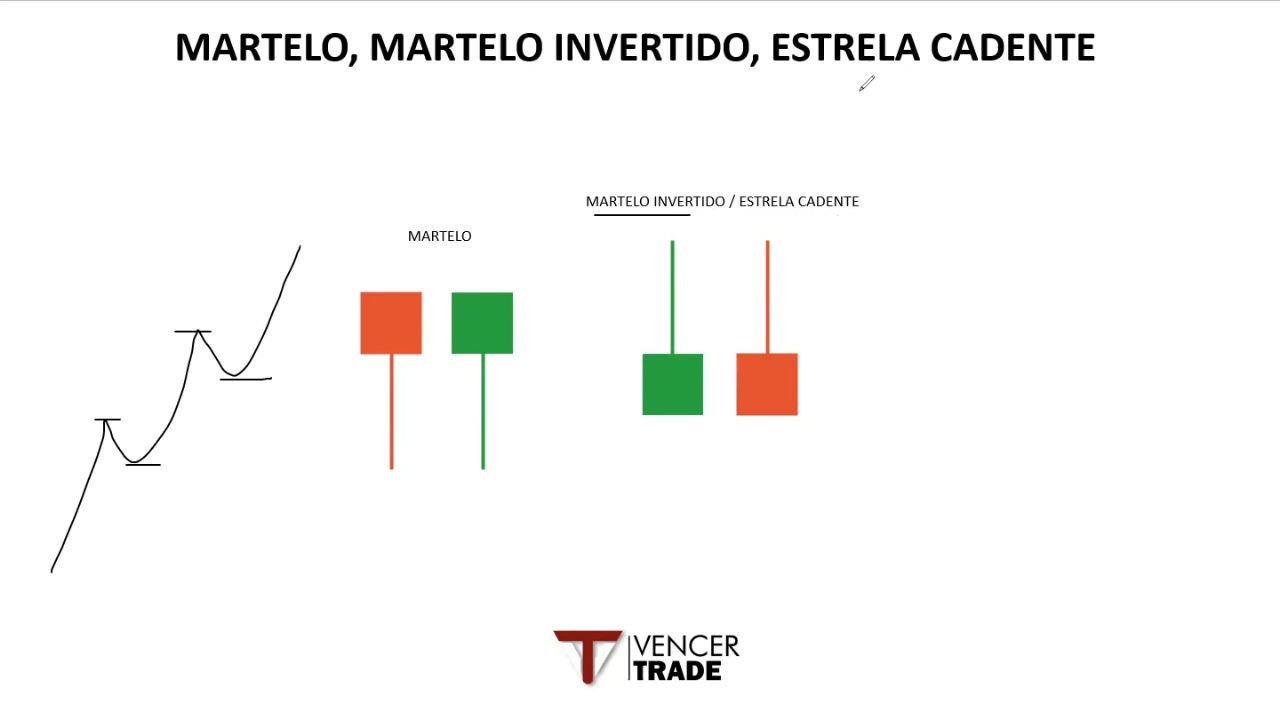 MARTELO, MARTELO INVERTIDO, ESTRELA CADENTE
MARTELO INVERTIDO / ESTRELA CADENTE
MARTELO
VENCER
TRADE